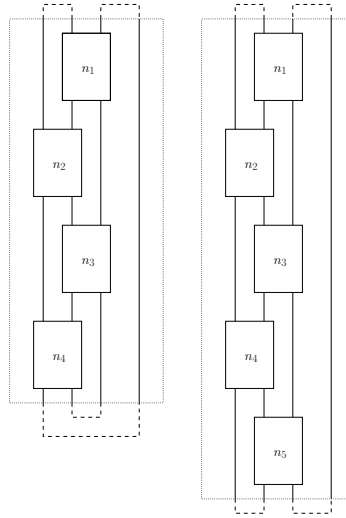 n₁ n₁
n₂ n₂
n₃ n₃
n₄ n₄
n₅